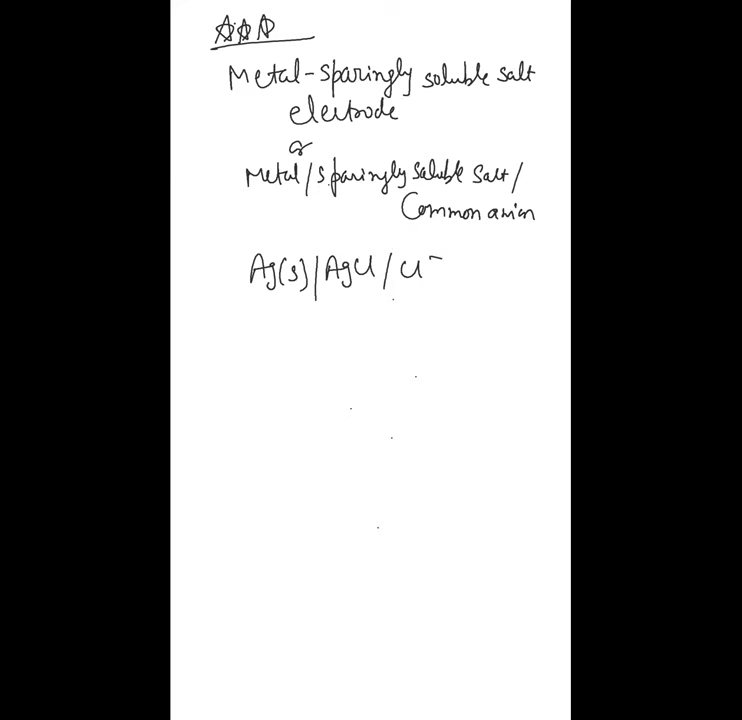 ☆☆☆
Metal-sparingly soluble salt
electrode
or
Metal/sparingly soluble salt/
Common anion
Ag(s)|AgCl/Cl⁻